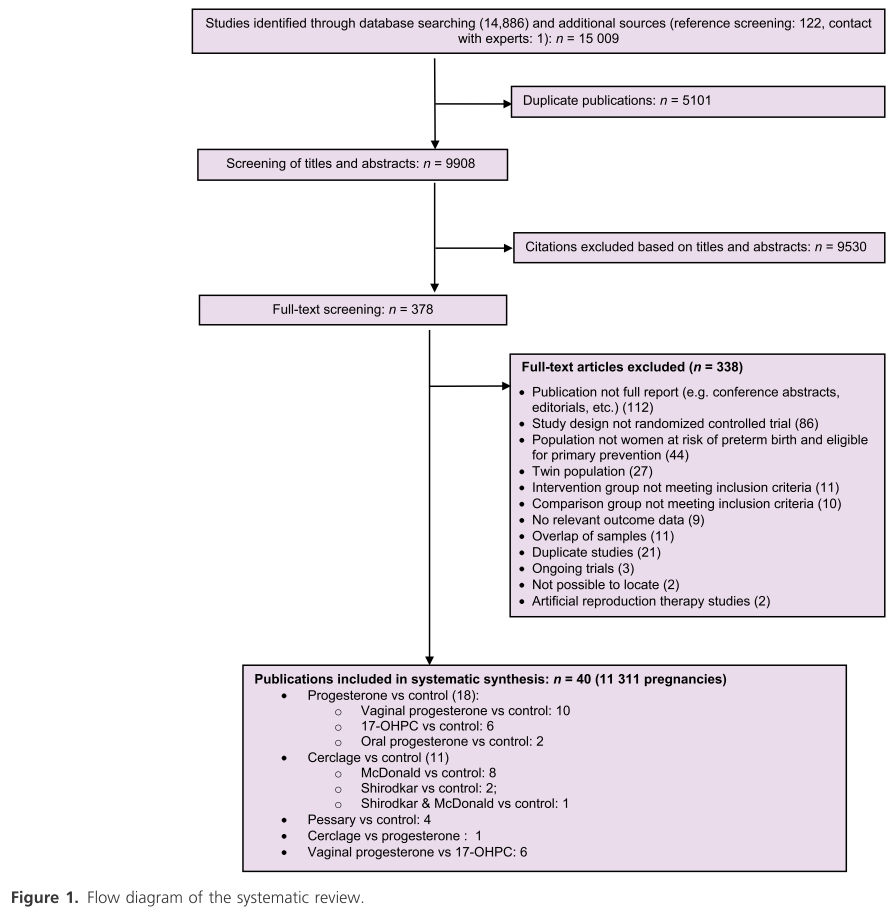 Studies identified through database searching (14,886) and additional sources (reference screening: 122, contact
with experts: 1): n = 15 009
Duplicate publications: n = 5101
Screening of titles and abstracts: n = 9908
Citations excluded based on titles and abstracts: n = 9530
Full-text screening: n = 378
Full-text articles excluded (n = 338)
• Publication not full report (e.g. conference abstracts,
editorials, etc.) (112)
• Study design not randomized controlled trial (86)
• Population not women at risk of preterm birth and eligible
for primary prevention (44)
• Twin population (27)
• Intervention group not meeting inclusion criteria (11)
• Comparison group not meeting inclusion criteria (10)
• No relevant outcome data (9)
• Overlap of samples (11)
• Duplicate studies (21)
• Ongoing trials (3)
• Not possible to locate (2)
• Artificial reproduction therapy studies (2)
Publications included in systematic synthesis: n = 40 (11 311 pregnancies)
• Progesterone vs control (18):
o Vaginal progesterone vs control: 10
o 17-OHPC vs control: 6
o Oral progesterone vs control: 2
• Cerclage vs control (11)
o McDonald vs control: 8
o Shirodkar vs control: 2;
o Shirodkar & McDonald vs control: 1
• Pessary vs control: 4
• Cerclage vs progesterone : 1
• Vaginal progesterone vs 17-OHPC: 6
Figure 1. Flow diagram of the systematic review.